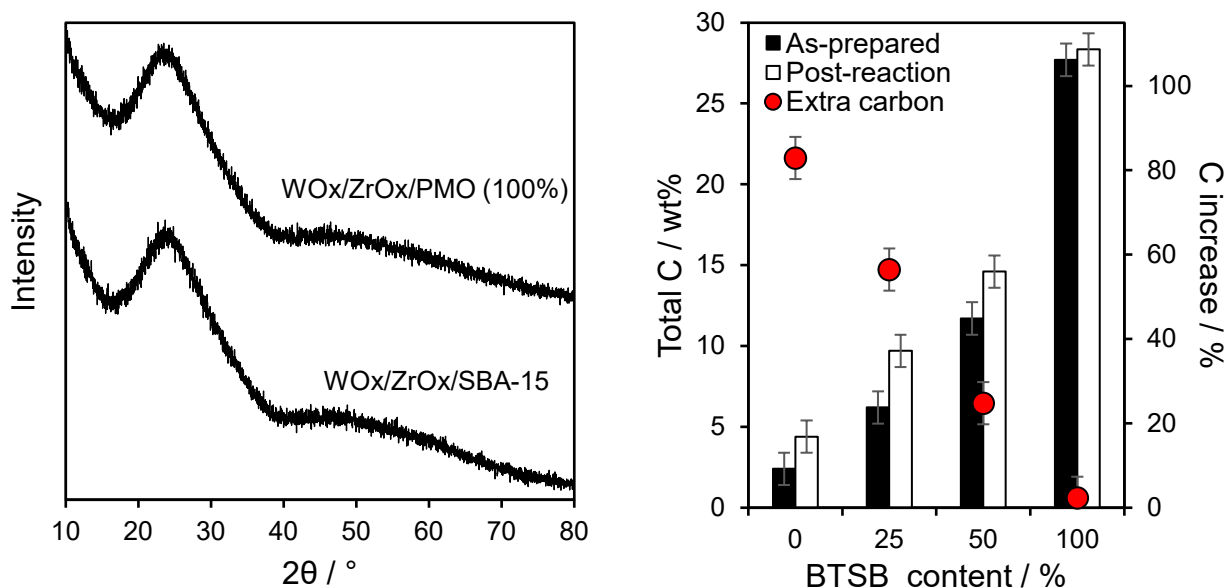 Intensity
WOx/ZrOx/PMO (100%)
WOx/ZrOx/SBA-15
10 20 30 40 50 60 70 80
2θ / °
Total C / wt%
30
25
20
15
10
5
0
As-prepared
Post-reaction
Extra carbon
100
80
60
40
20
0
C increase / %
0 25 50 100
BTSB content / %